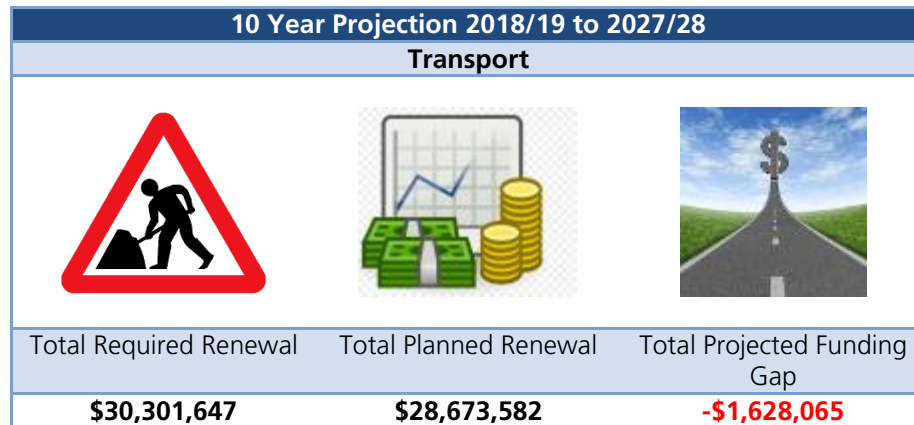 10 Year Projection 2018/19 to 2027/28
Transport
Total Required Renewal
Total Planned Renewal
Total Projected Funding
Gap
$30,301,647
$28,673,582
-$1,628,065